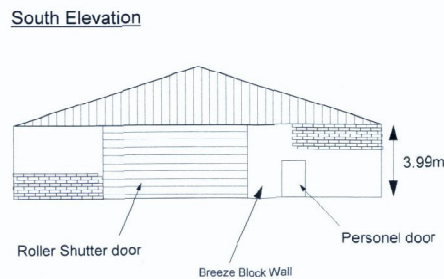 South Elevation
3.99m
Roller Shutter door
Personel door
Breeze Block Wall